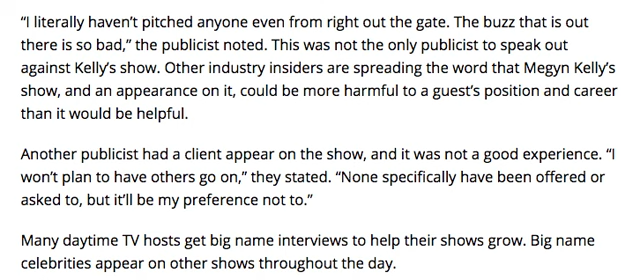 “I literally haven’t pitched anyone even from right out the gate. The buzz that is out
there is so bad,” the publicist noted. This was not the only publicist to speak out
against Kelly’s show. Other industry insiders are spreading the word that Megyn Kelly’s
show, and an appearance on it, could be more harmful to a guest’s position and career
than it would be helpful.
Another publicist had a client appear on the show, and it was not a good experience. “I
won’t plan to have others go on,” they stated. “None specifically have been offered or
asked to, but it’ll be my preference not to.”
Many daytime TV hosts get big name interviews to help their shows grow. Big name
celebrities appear on other shows throughout the day.